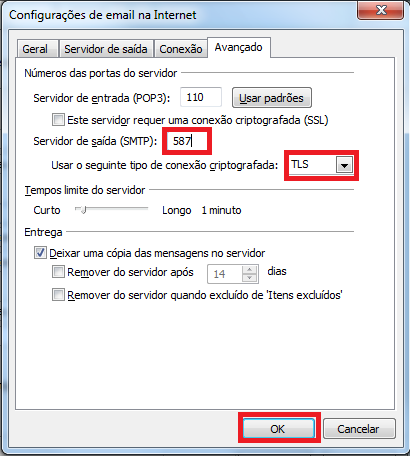 Configurações de email na Internet
Geral Servidor de saída Conexão Avançado
Números das portas do servidor
Servidor de entrada (POP3): 110 Usar padrões
Este servidor requer uma conexão criptografada (SSL)
Servidor de saída (SMTP): 587
Usar o seguinte tipo de conexão criptografada: TLS
Tempos limite do servidor
Curto Longo 1 minuto
Entrega
Deixar uma cópia das mensagens no servidor
Remover do servidor após 14 dias
Remover do servidor quando excluído de 'Itens excluídos'
OK Cancelar